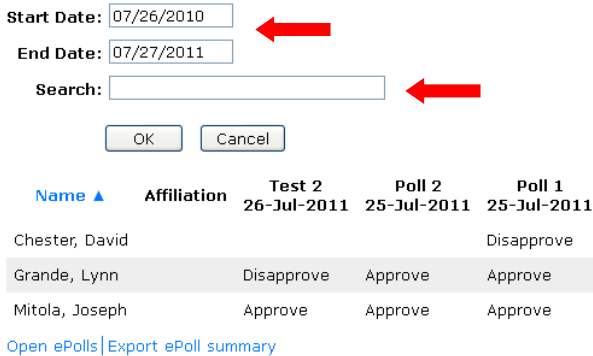 Start Date: 07/26/2010
End Date: 07/27/2011
Search:
OK Cancel
Name ▲ Affiliation Test 2 26-Jul-2011 Poll 2 25-Jul-2011 Poll 1 25-Jul-2011
Chester, David Disapprove
Grande, Lynn Disapprove Approve Approve
Mitola, Joseph Approve Approve Approve
Open ePolls|Export ePoll summary